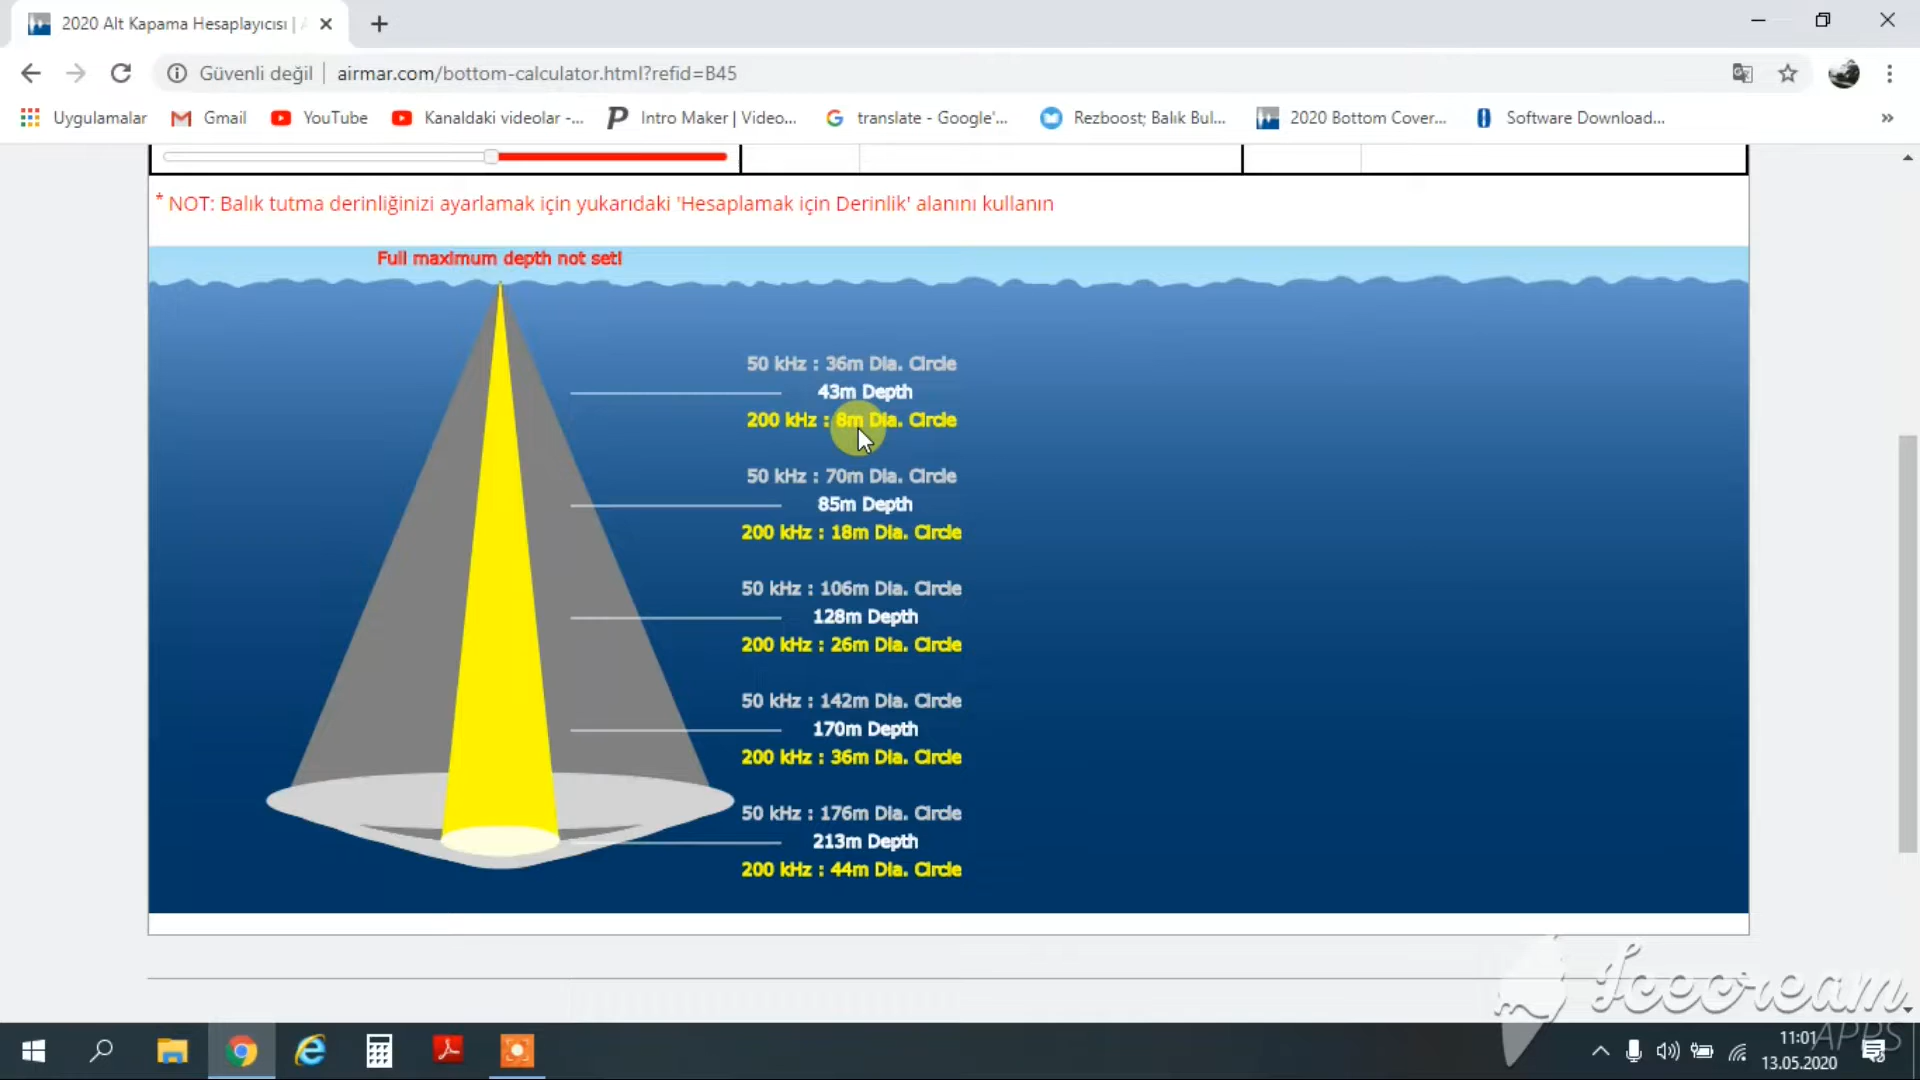 2020 Alt Kapama Hesaplayıcısı |
Güvenli değil
airmar.com/bottom-calculator.html?refid=B45
Uygulamalar
Gmail
YouTube
Kanaldaki videolar -...
Intro Maker | Video...
translate - Google'...
Rezboost; Balık Bul...
2020 Bottom Cover...
Software Download...
* NOT: Balık tutma derinliğinizi ayarlamak için yukarıdaki 'Hesaplamak için Derinlik' alanını kullanın
Full maximum depth not set!
50 kHz : 36m Dia. Circle
43m Depth
200 kHz : 8m Dia. Circle
50 kHz : 70m Dia. Circle
85m Depth
200 kHz : 18m Dia. Circle
50 kHz : 106m Dia. Circle
128m Depth
200 kHz : 26m Dia. Circle
50 kHz : 142m Dia. Circle
170m Depth
200 kHz : 36m Dia. Circle
50 kHz : 176m Dia. Circle
213m Depth
200 kHz : 44m Dia. Circle
Icecream
APPS
11:01
13.05.2020